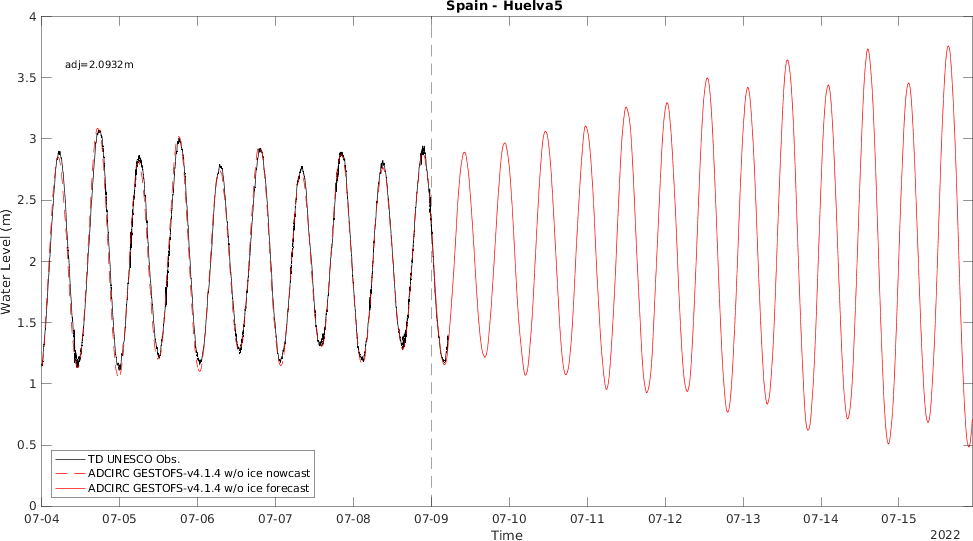 Spain - Huelva5
4
adj=2.0932m
3.5
3
2.5
2
1.5
1
0.5
0
Water Level (m)
TD UNESCO Obs.
ADCIRC GESTOFS-v4.1.4 w/o ice nowcast
ADCIRC GESTOFS-v4.1.4 w/o ice forecast
07-04 07-05 07-06 07-07 07-08 07-09 07-10 07-11 07-12 07-13 07-14 07-15
Time
2022